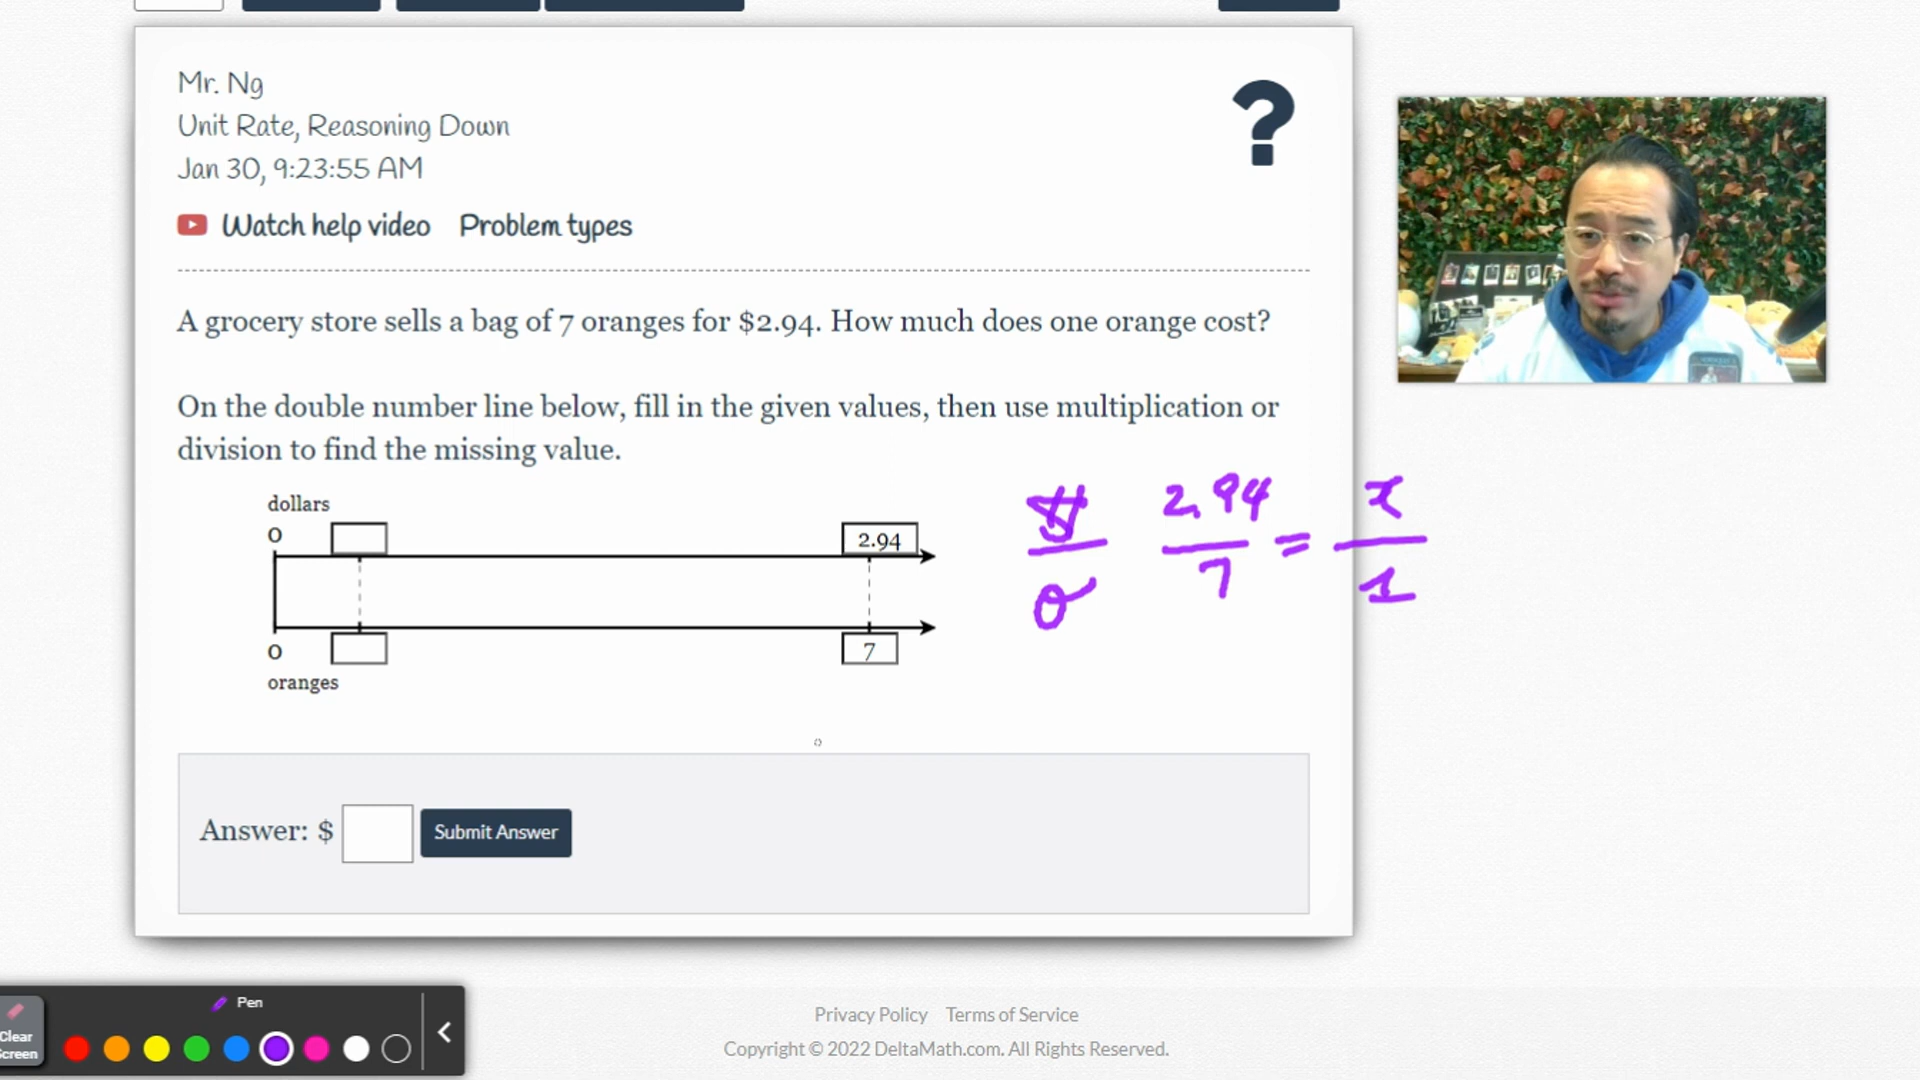 Mr. Ng
Unit Rate, Reasoning Down
Jan 30, 9:23:55 AM
?
Watch help video Problem types
A grocery store sells a bag of 7 oranges for $2.94. How much does one orange cost?
On the double number line below, fill in the given values, then use multiplication or
division to find the missing value.
dollars
0 2.94
0 7
oranges
$ 2.94 = x
o 7 1
Answer: $ Submit Answer
Pen
Clear
Screen
Privacy Policy Terms of Service
Copyright © 2022 DeltaMath.com. All Rights Reserved.